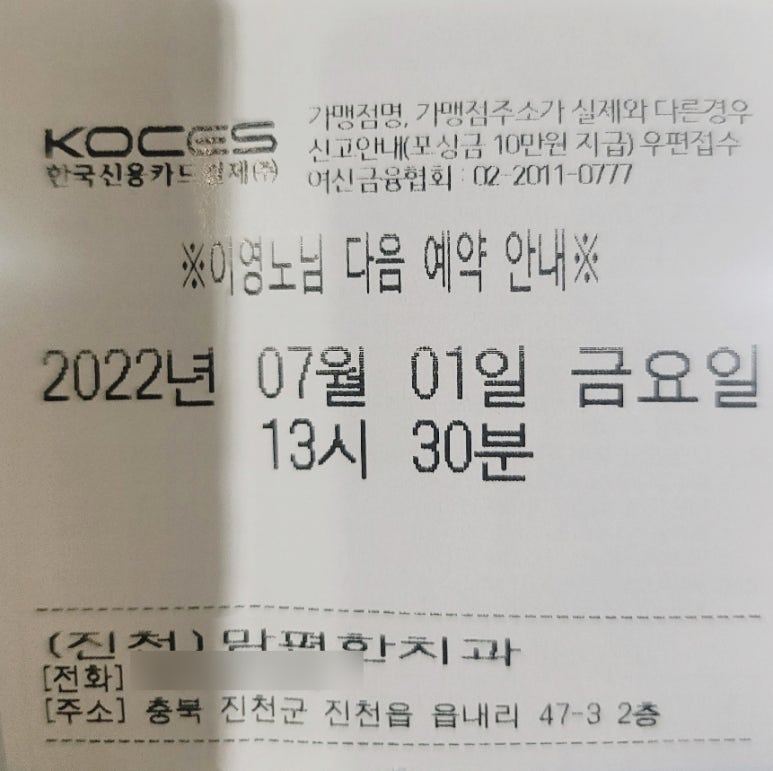 KOCES
한국신용카드결제(주)
가맹점명, 가맹점주소가 실제와 다른경우
신고안내(포상금 10만원 지급) 우편접수
여신금융협회 : 02-2011-0777
※이영노님 다음 예약 안내※
2022년 07월 01일 금요일
13시 30분
(진천) 맘편한치과
[전화]
[주소] 충북 진천군 진천읍 읍내리 47-3 2층